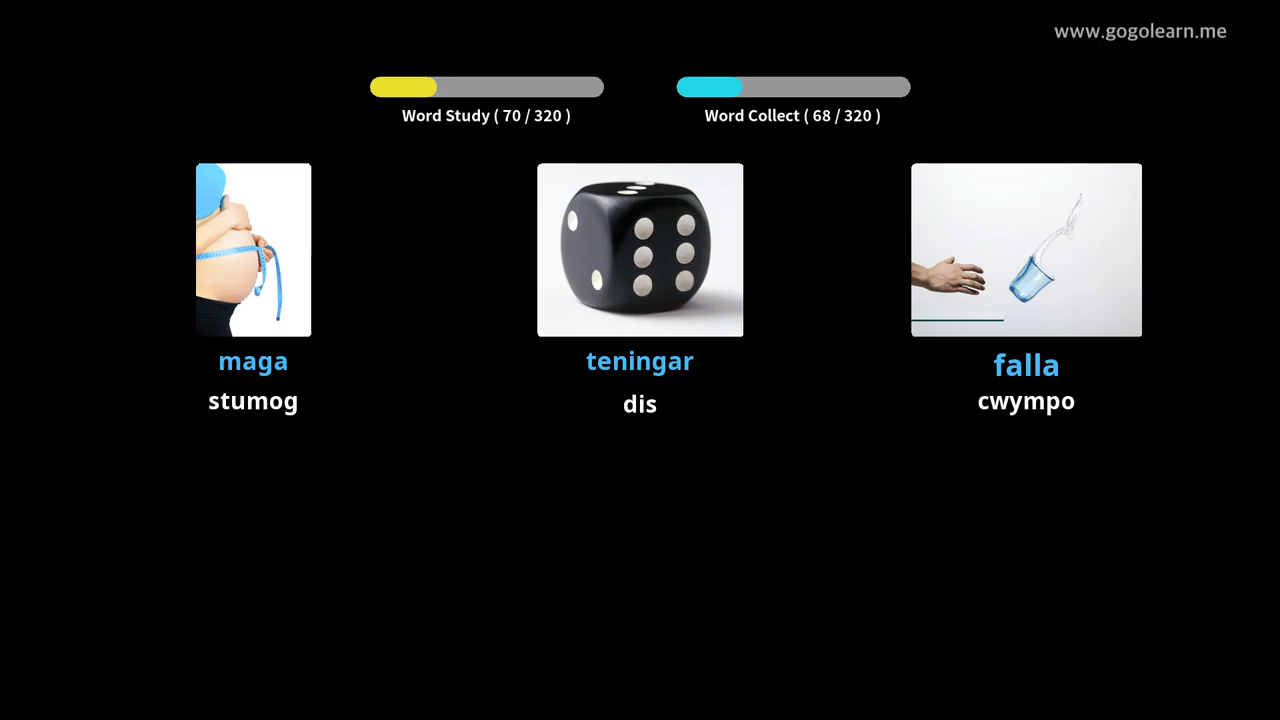 www.gogolearn.me
Word Study ( 70 / 320 )
Word Collect ( 68 / 320 )
maga
stumog
teningar
dis
falla
cwympo